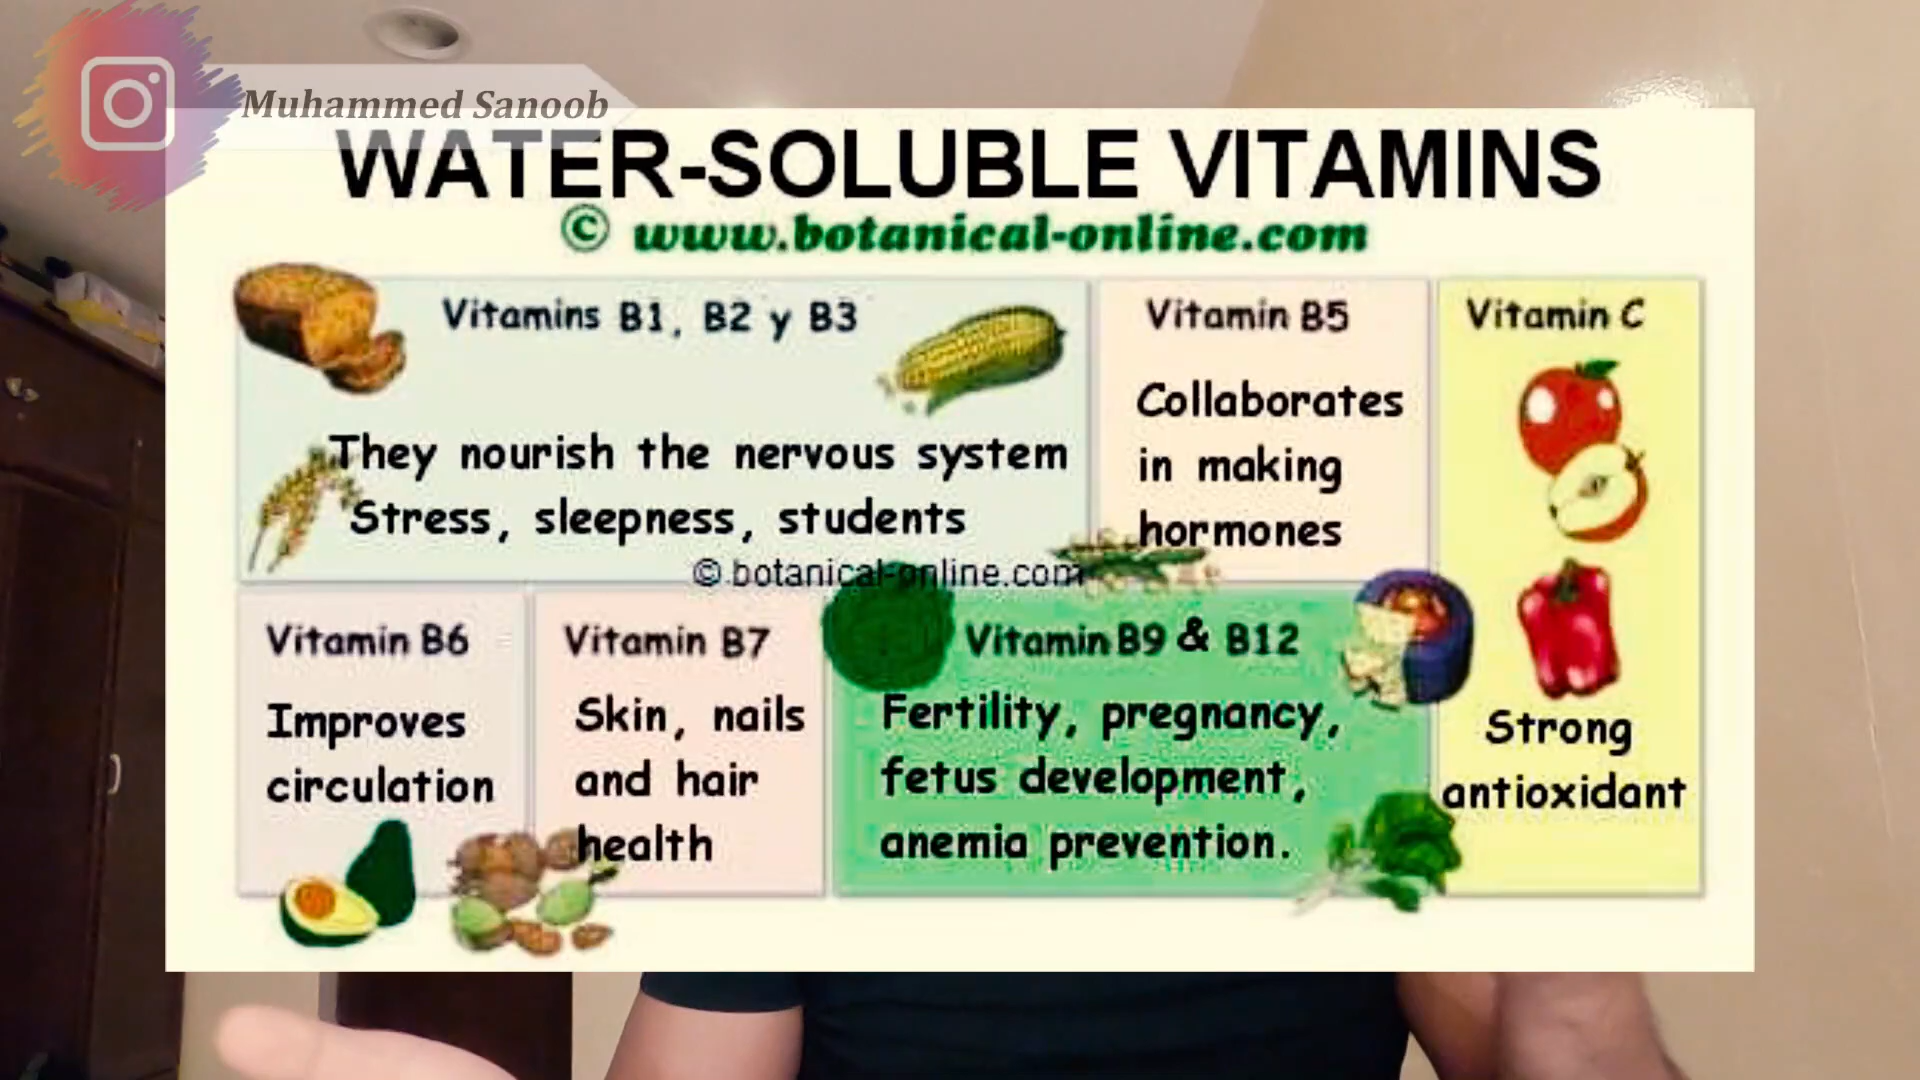 Muhammed Sanoob
WATER-SOLUBLE VITAMINS
© www.botanical-online.com
Vitamins B1, B2 y B3
They nourish the nervous system
Stress, sleepness, students
Vitamin B5
Collaborates
in making
hormones
Vitamin C
Strong
antioxidant
© botanical-online.com
Vitamin B6
Improves
circulation
Vitamin B7
Skin, nails
and hair
health
Vitamin B9 & B12
Fertility, pregnancy,
fetus development,
anemia prevention.